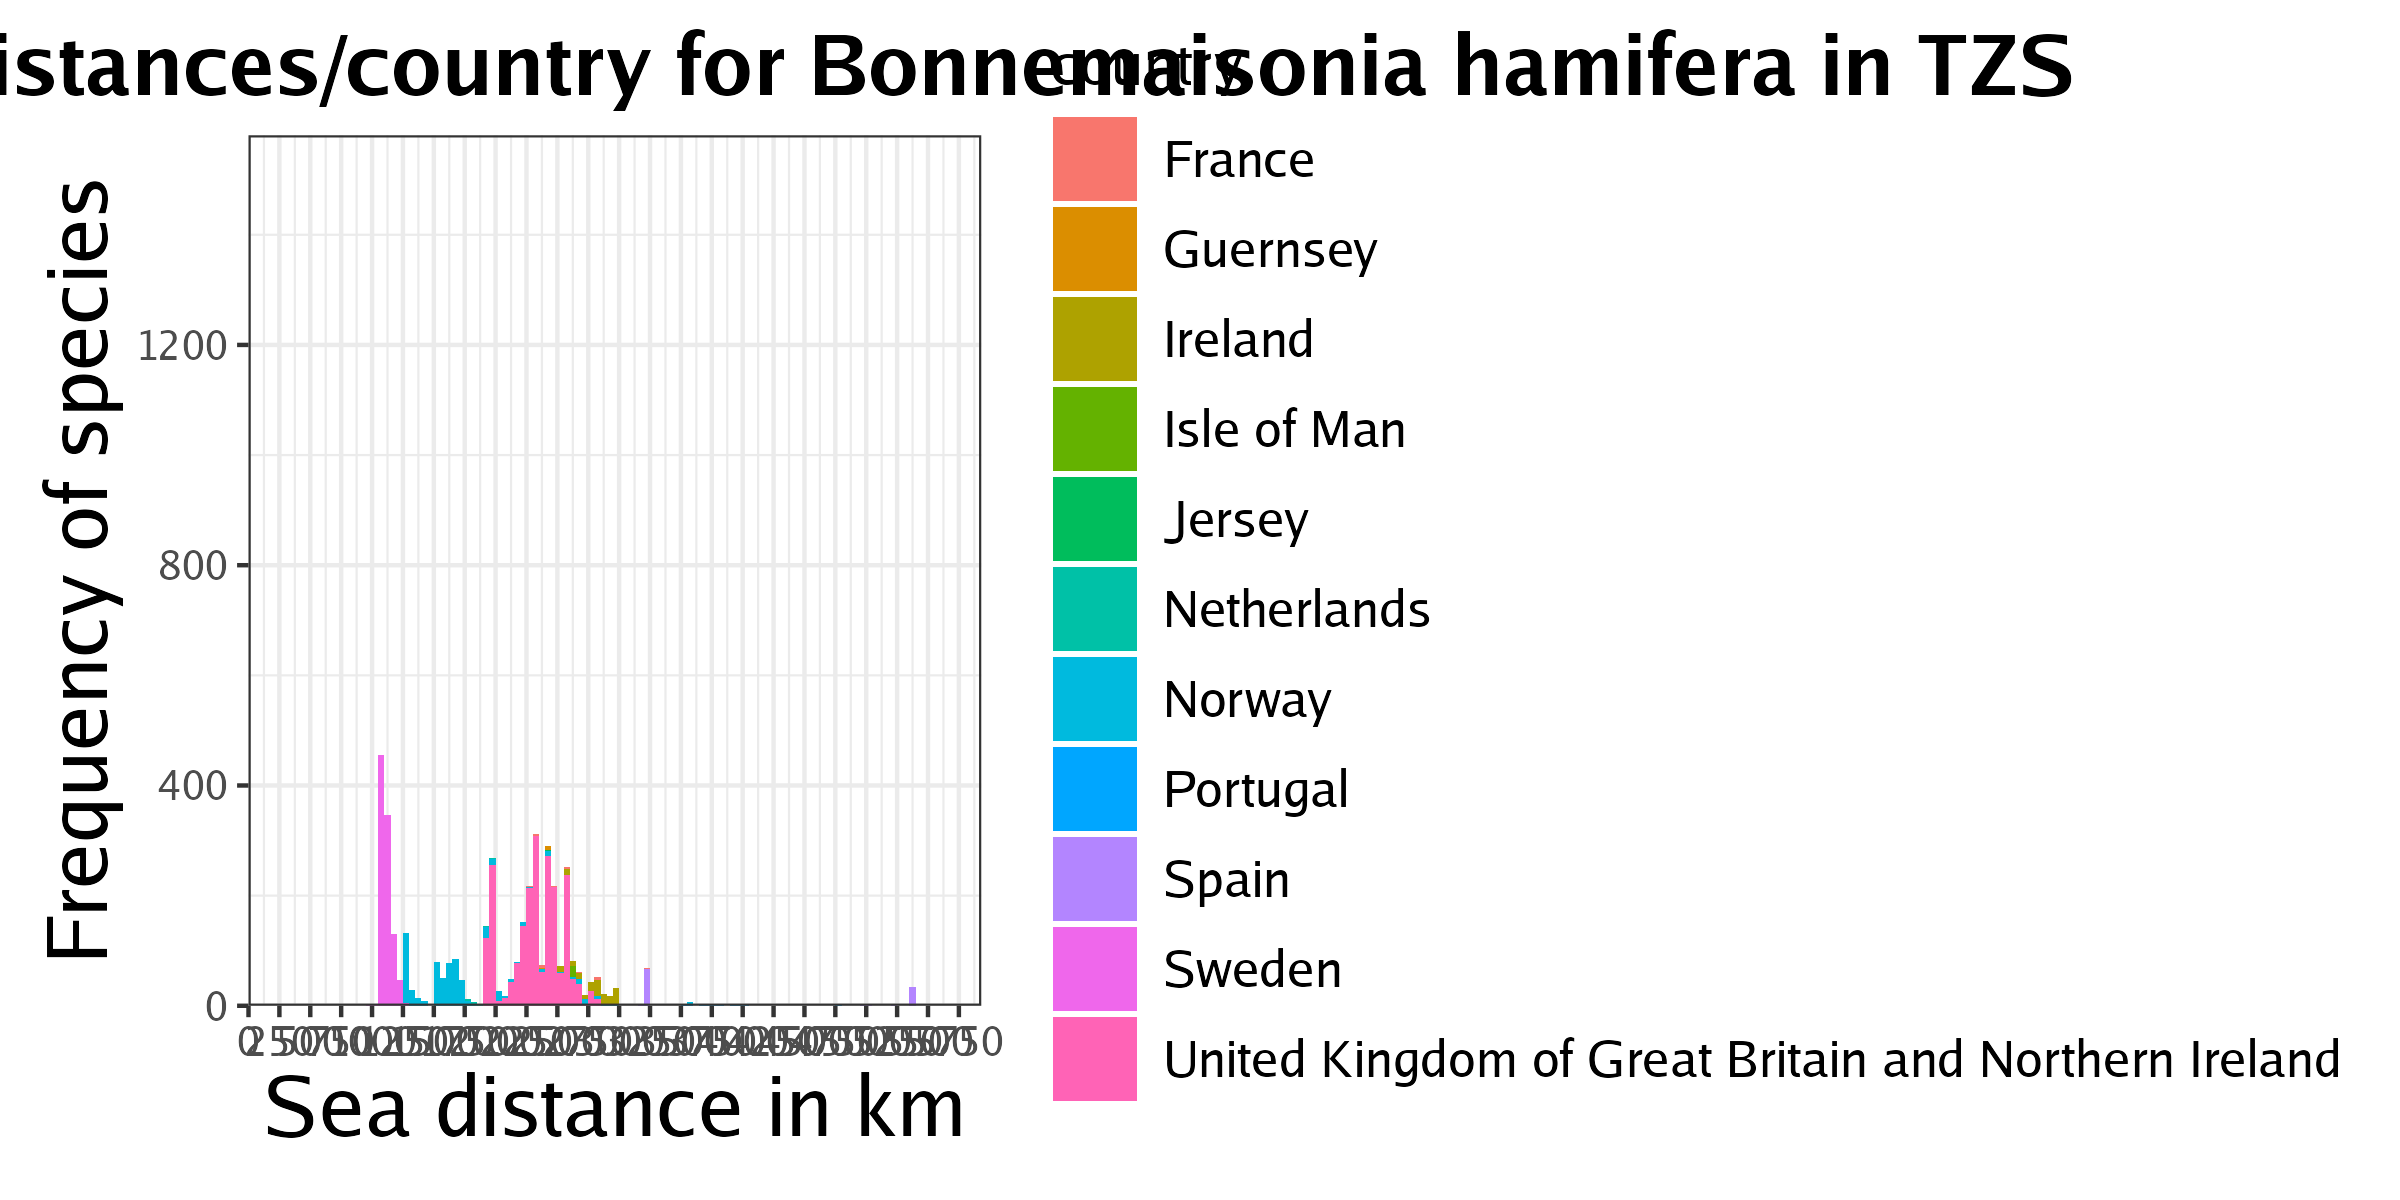 istances/country for Bonnemaisonia hamifera in TZS
country
France
Guernsey
Ireland
Isle of Man
Jersey
Netherlands
Norway
Portugal
Spain
Sweden
United Kingdom of Great Britain and Northern Ireland
Frequency of species
1200
800
400
0
Sea distance in km